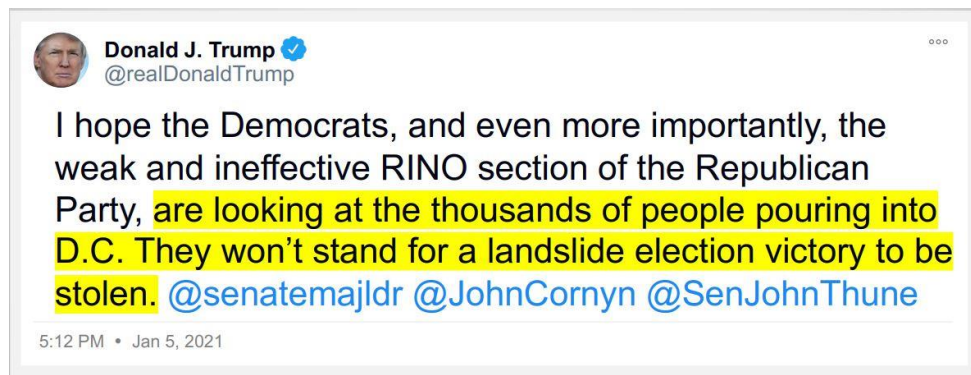 Donald J. Trump
@realDonaldTrump
I hope the Democrats, and even more importantly, the
weak and ineffective RINO section of the Republican
Party, are looking at the thousands of people pouring into
D.C. They won’t stand for a landslide election victory to be
stolen. @senatemajldr @JohnCornyn @SenJohnThune
5:12 PM • Jan 5, 2021